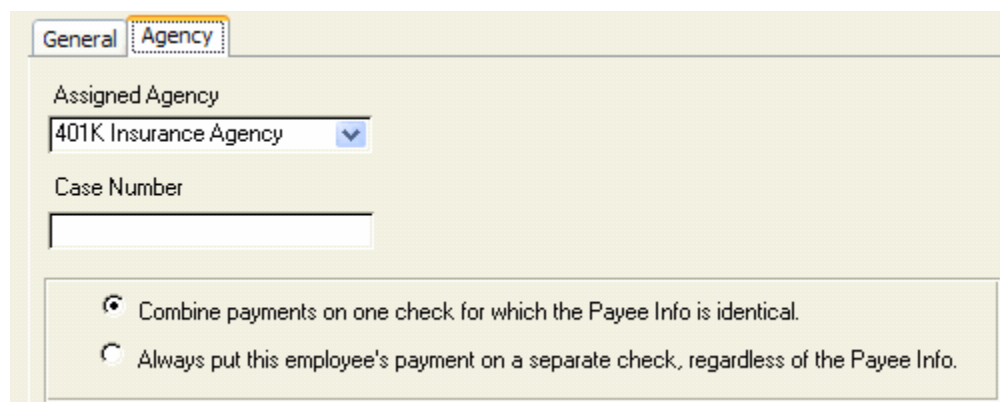 General Agency
Assigned Agency
401K Insurance Agency
Case Number
Combine payments on one check for which the Payee Info is identical.
Always put this employee's payment on a separate check, regardless of the Payee Info.